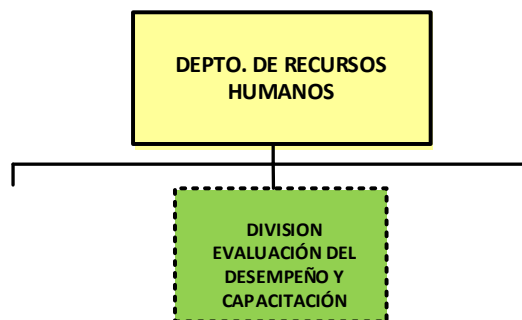 DEPTO. DE RECURSOS
HUMANOS
DIVISION
EVALUACIÓN DEL
DESEMPEÑO Y
CAPACITACIÓN